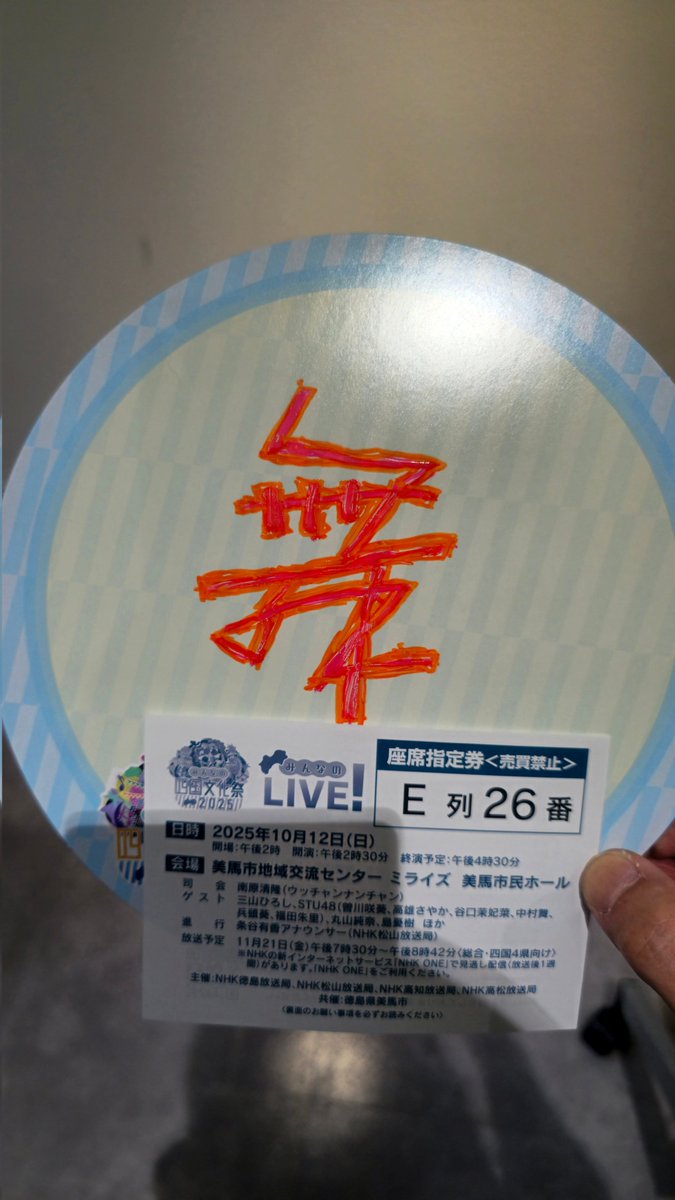 舞
みんなの
四国文化祭
2025
みんなの
LIVE!
座席指定券<売買禁止>
E 列 26 番
日時 2025年10月12日(日)
開場:午後2時 開演:午後2時30分 終演予定:午後4時30分
会場 美馬市地域交流センター ミライズ 美馬市民ホール
司会 南原清隆(ウッチャンナンチャン)
ゲスト 三山ひろし、STU48(曽川咲葵、高雄さやか、谷口茉妃菜、中村舞、
兵頭葵、福田朱里)、丸山純奈、島憂樹 ほか
進行 条谷有香アナウンサー(NHK松山放送局)
放送予定 11月21日(金)午後7時30分～午後8時42分〈総合・四国4県向け〉
※NHKの新インターネットサービス「NHK ONE」で見逃し配信(放送後1週
間)があります。「NHK ONE」をご利用ください。
主催:NHK徳島放送局、NHK松山放送局、NHK高知放送局、NHK高松放送局
共催:徳島県美馬市
〈裏面のお願い事項を必ずお読みください〉